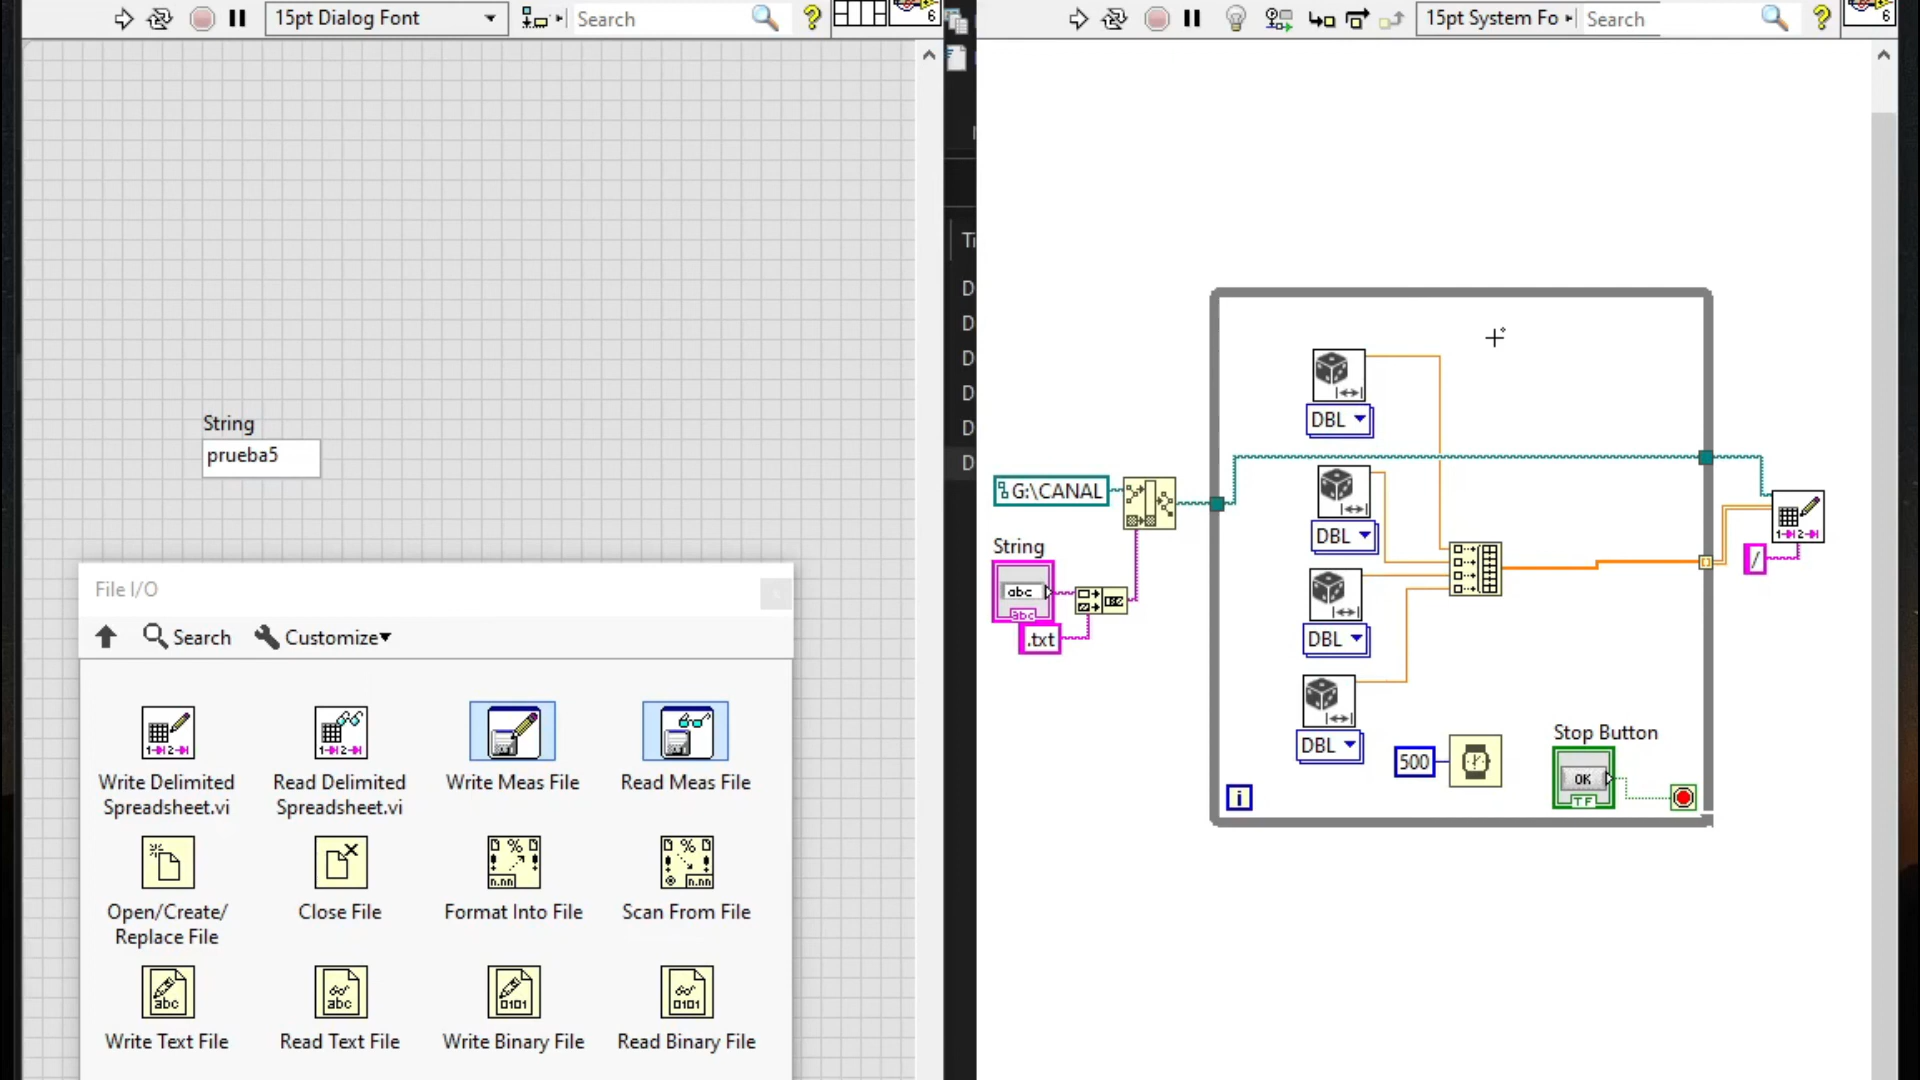 15pt Dialog Font
Search
6
15pt System Fo
Search
6
String
prueba5
File I/O
Search
Customize
Write Delimited
Spreadsheet.vi
Read Delimited
Spreadsheet.vi
Write Meas File
Read Meas File
Open/Create/
Replace File
Close File
Format Into File
Scan From File
Write Text File
Read Text File
Write Binary File
Read Binary File
D
D
D
D
D
D
G:\CANAL
String
abc
abc
.txt
DBL
DBL
DBL
DBL
500
i
Stop Button
OK
TF
/